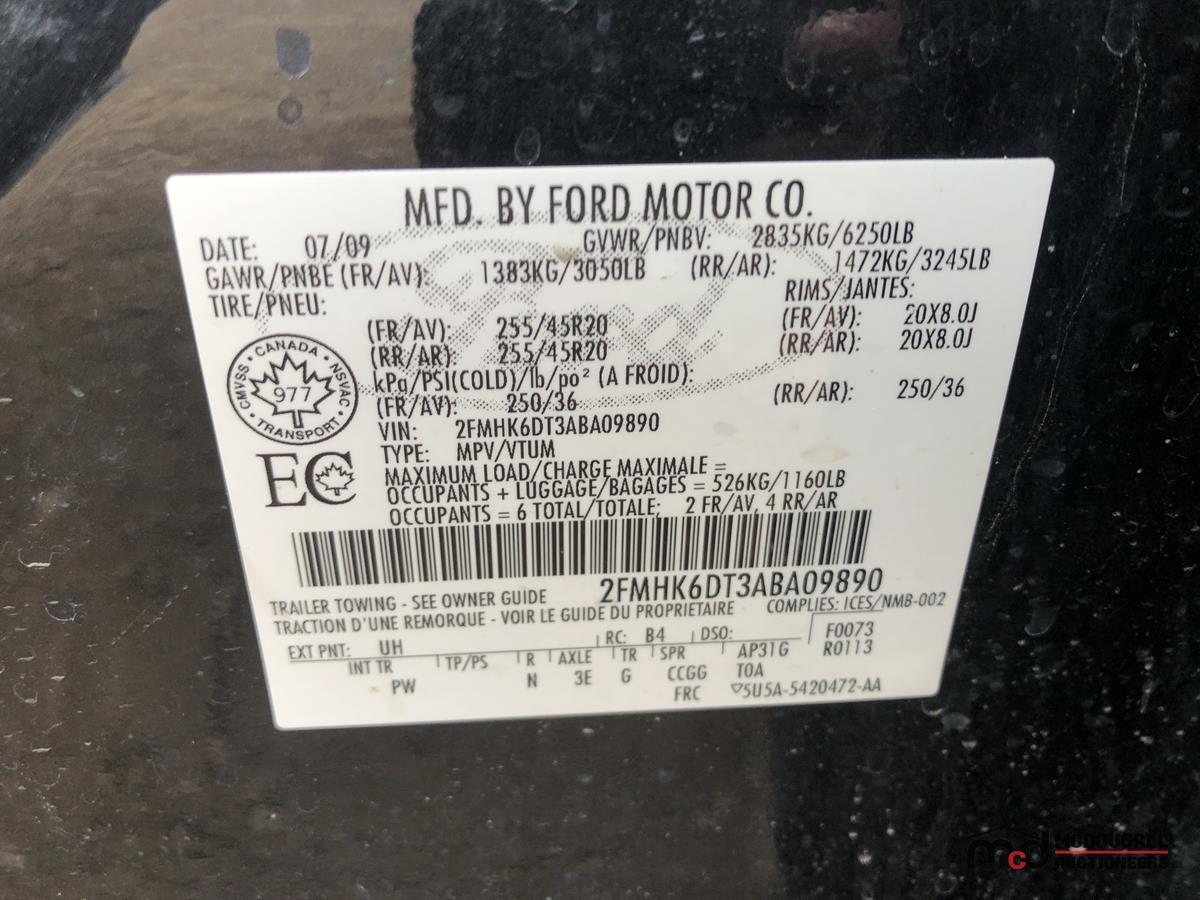 MFD. BY FORD MOTOR CO.
DATE: 07/09 GVWR/PNBV: 2835KG/6250LB
GAWR/PNBE (FR/AV): 1383KG/3050LB (RR/AR): 1472KG/3245LB
TIRE/PNEU: RIMS/JANTES:
(FR/AV): 255/45R20 (FR/AV): 20X8.0J
(RR/AR): 255/45R20 (RR/AR): 20X8.0J
kPa/PSI(COLD)/lb/po² (A FROID):
(FR/AV): 250/36 (RR/AR): 250/36
VIN: 2FMHK6DT3ABA09890
TYPE: MPV/VTUM
MAXIMUM LOAD/CHARGE MAXIMALE =
OCCUPANTS + LUGGAGE/BAGAGES = 526KG/1160LB
OCCUPANTS = 6 TOTAL/TOTALE; 2 FR/AV, 4 RR/AR
Ford
CANADA
CMVSS NSVAC
977
TRANSPORT
EC
2FMHK6DT3ABA09890
TRAILER TOWING - SEE OWNER GUIDE
TRACTION D'UNE REMORQUE - VOIR LE GUIDE DU PROPRIETAIRE COMPLIES: ICES/NMB-002
EXT PNT: UH RC: B4 DSO: F0073
INT TR TP/PS R AXLE TR SPR AP31G R0113
PW N 3E G CCGG T0A
FRC ▽5U5A-5420472-AA
mcd MCDOUGALL
AUCTIONEERS